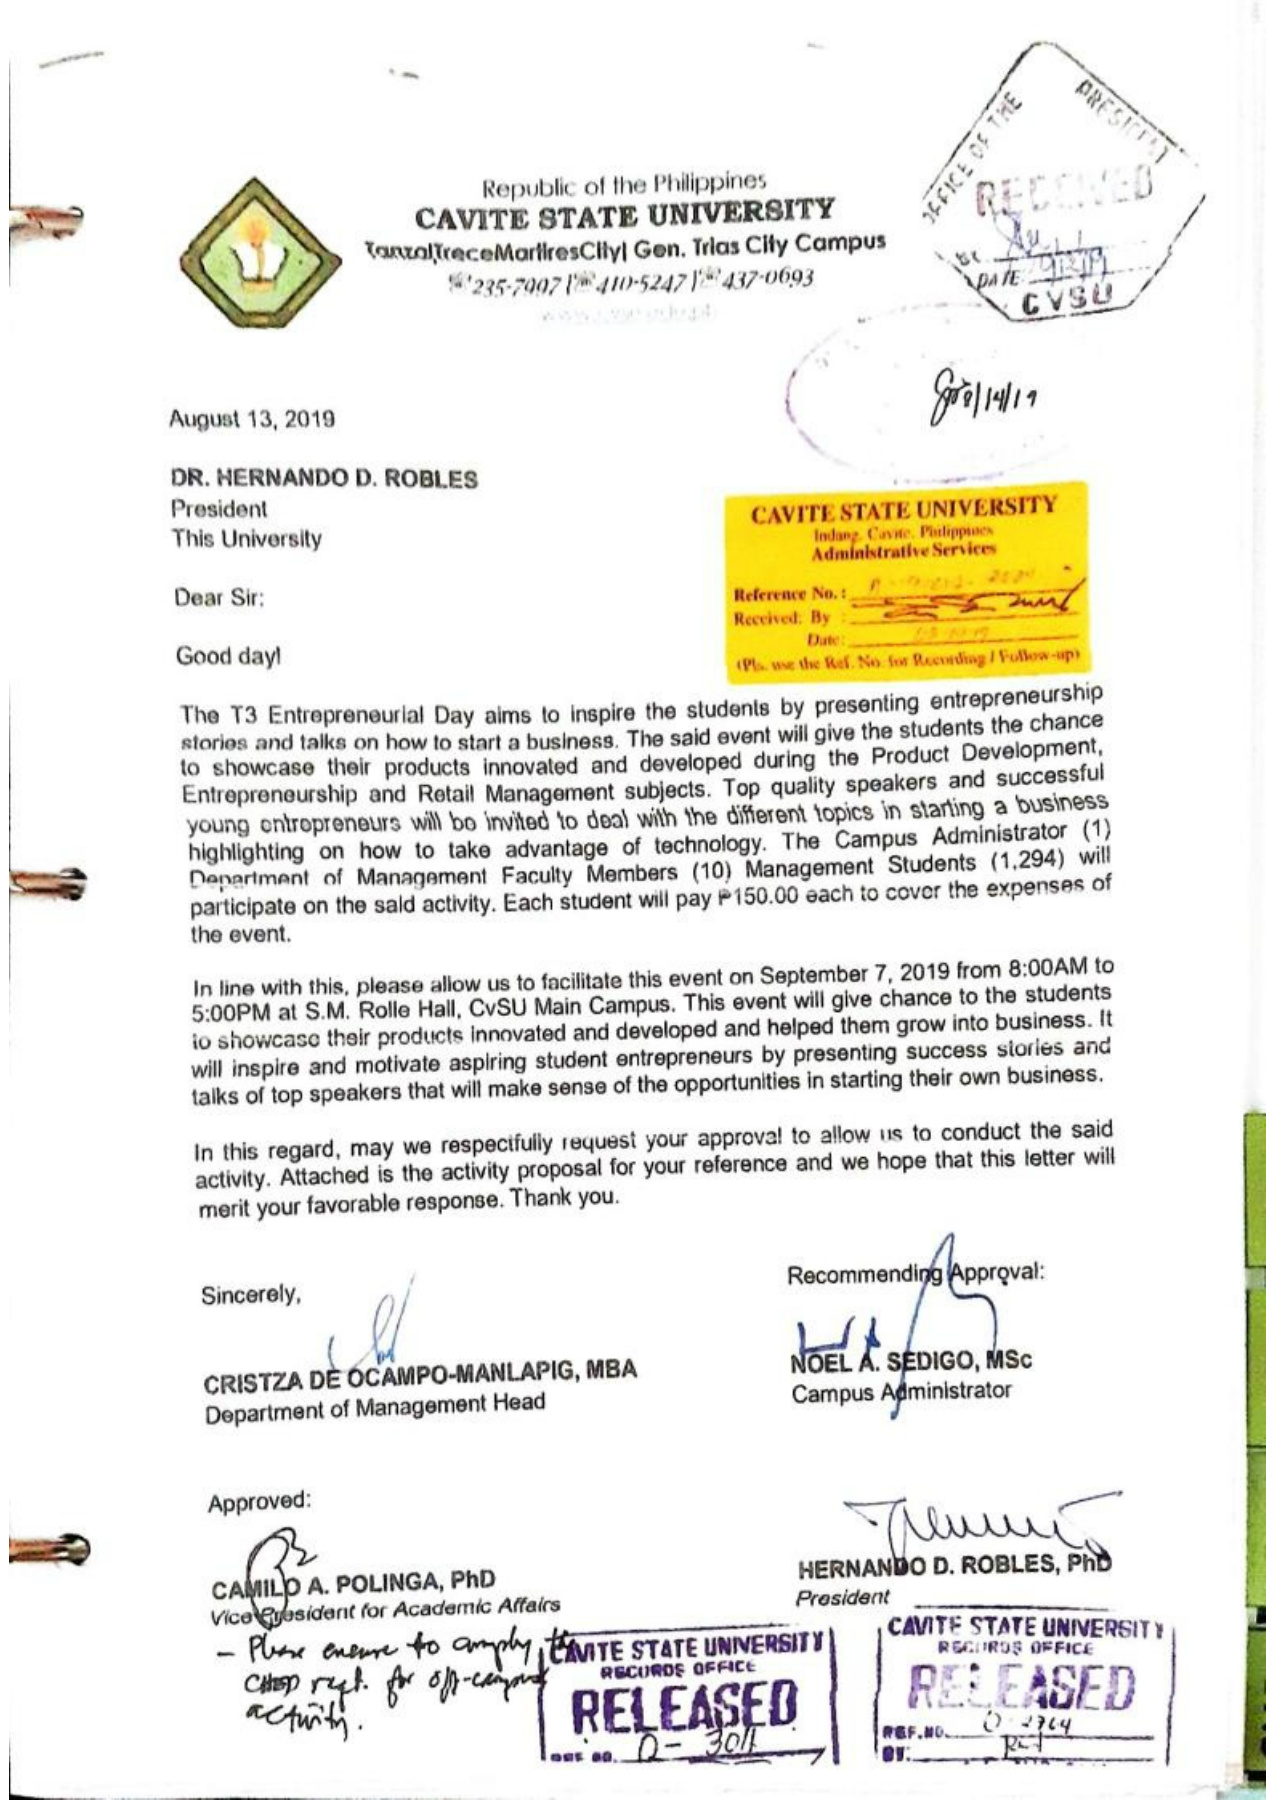 OFFICE OF THE PRESIDENT
RECEIVED
BY
DATE
CVSU
Republic of the Philippines
CAVITE STATE UNIVERSITY
Tanza|TreceMartiresCity| Gen. Trias City Campus
235-7997 | 410-5247 | 437-0693
8/14/19
August 13, 2019
DR. HERNANDO D. ROBLES
President
This University
CAVITE STATE UNIVERSITY
Indang, Cavite, Philippines
Administrative Services
Reference No. :
Received: By :
Date:
(Pls. use the Ref. No. for Recording / Follow-up)
Dear Sir:
Good day!
The T3 Entrepreneurial Day aims to inspire the students by presenting entrepreneurship
stories and talks on how to start a business. The said event will give the students the chance
to showcase their products innovated and developed during the Product Development,
Entrepreneurship and Retail Management subjects. Top quality speakers and successful
young entrepreneurs will be invited to deal with the different topics in starting a business
highlighting on how to take advantage of technology. The Campus Administrator (1)
Department of Management Faculty Members (10) Management Students (1,294) will
participate on the said activity. Each student will pay ₱150.00 each to cover the expenses of
the event.
In line with this, please allow us to facilitate this event on September 7, 2019 from 8:00AM to
5:00PM at S.M. Rolle Hall, CvSU Main Campus. This event will give chance to the students
to showcase their products innovated and developed and helped them grow into business. It
will inspire and motivate aspiring student entrepreneurs by presenting success stories and
talks of top speakers that will make sense of the opportunities in starting their own business.
In this regard, may we respectfully request your approval to allow us to conduct the said
activity. Attached is the activity proposal for your reference and we hope that this letter will
merit your favorable response. Thank you.
Sincerely,
CRISTZA DE OCAMPO-MANLAPIG, MBA
Department of Management Head
Recommending Approval:
NOEL A. SEDIGO, MSc
Campus Administrator
Approved:
CAMILO A. POLINGA, PhD
Vice President for Academic Affairs
HERNANDO D. ROBLES, PhD
President
- Please ensure to comply the
CHED reqt. for off-campus
activity.
CAVITE STATE UNIVERSITY
RECORDS OFFICE
RELEASED
REF. NO.
CAVITE STATE UNIVERSITY
RECORDS OFFICE
RELEASED
REF.NO.
BY: